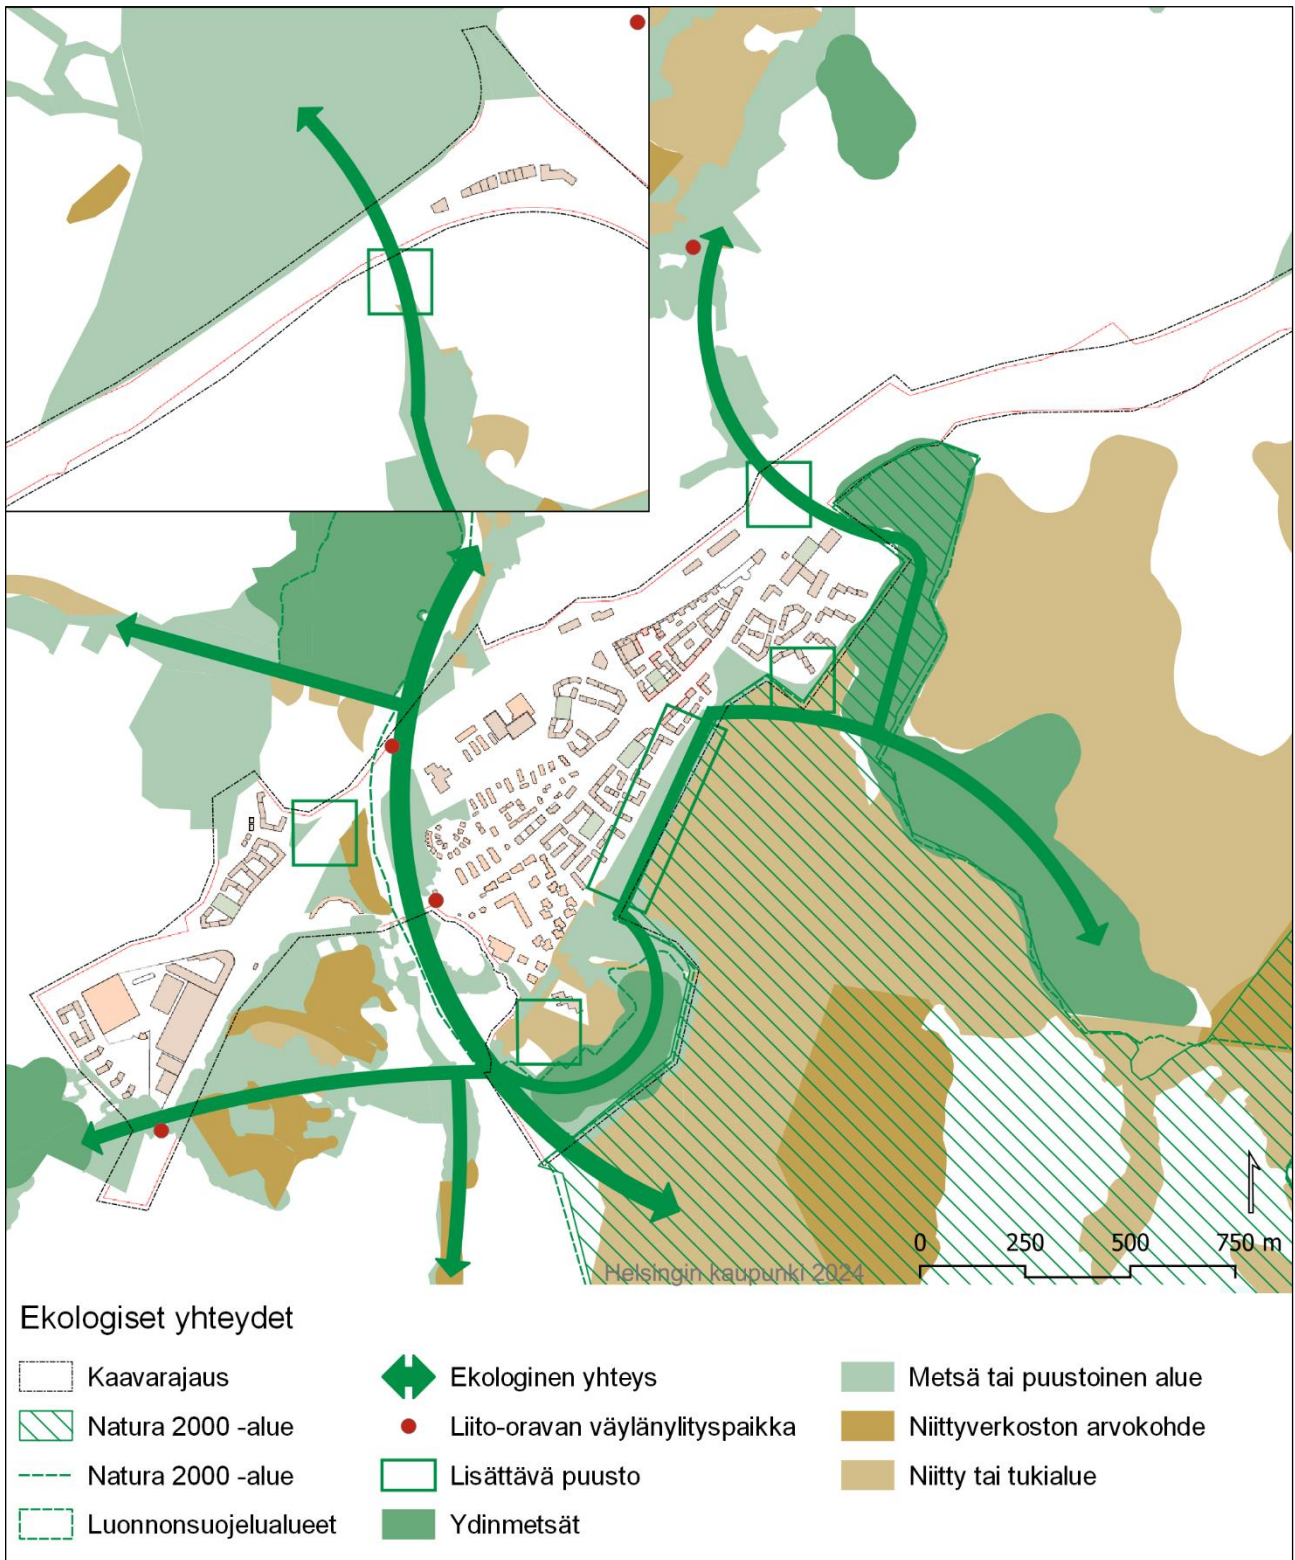 0 250 500 750 m
Helsingin kaupunki 2024
Ekologiset yhteydet
Kaavarajaus
Natura 2000 -alue
Natura 2000 -alue
Luonnonsuojelualueet
Ekologinen yhteys
Liito-oravan väylänylityspaikka
Lisättävä puusto
Ydinmetsät
Metsä tai puustoinen alue
Niittyverkoston arvokohde
Niitty tai tukialue